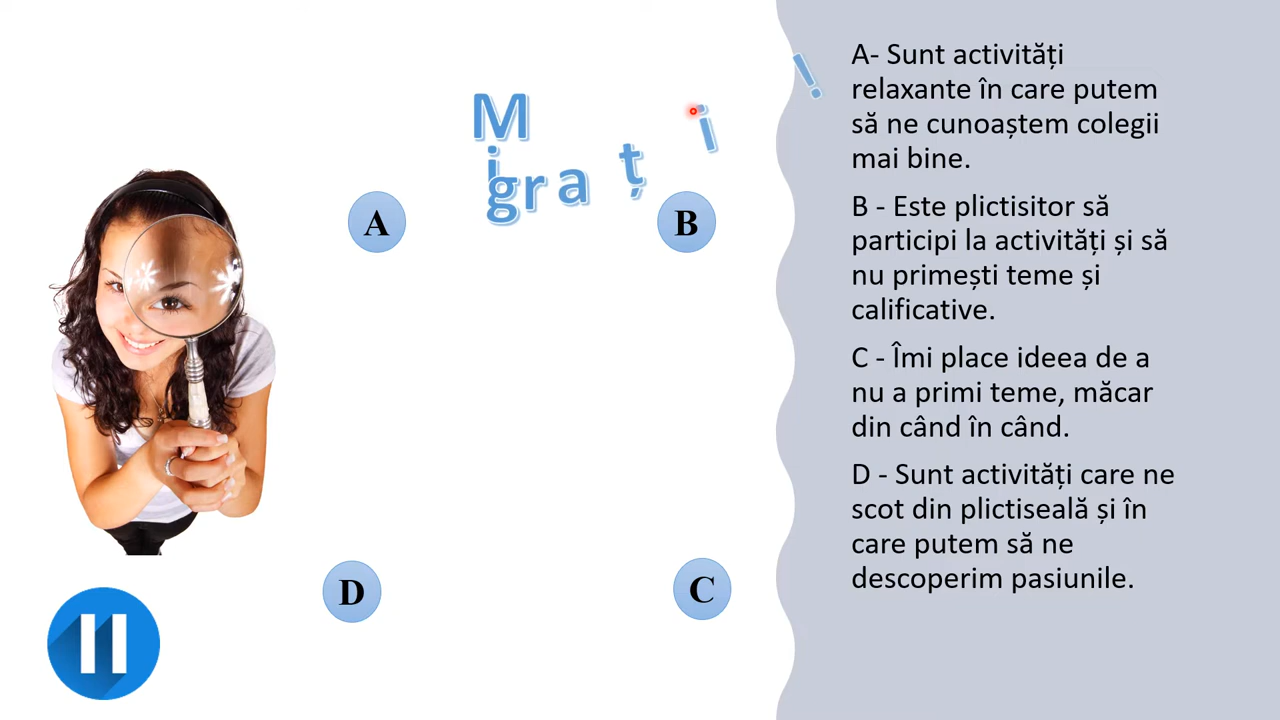 Migrați!
A
B
D
C
A- Sunt activități
relaxante în care putem
să ne cunoaștem colegii
mai bine.
B - Este plictisitor să
participi la activități și să
nu primești teme și
calificative.
C - Îmi place ideea de a
nu a primi teme, măcar
din când în când.
D - Sunt activități care ne
scot din plictiseală și în
care putem să ne
descoperim pasiunile.